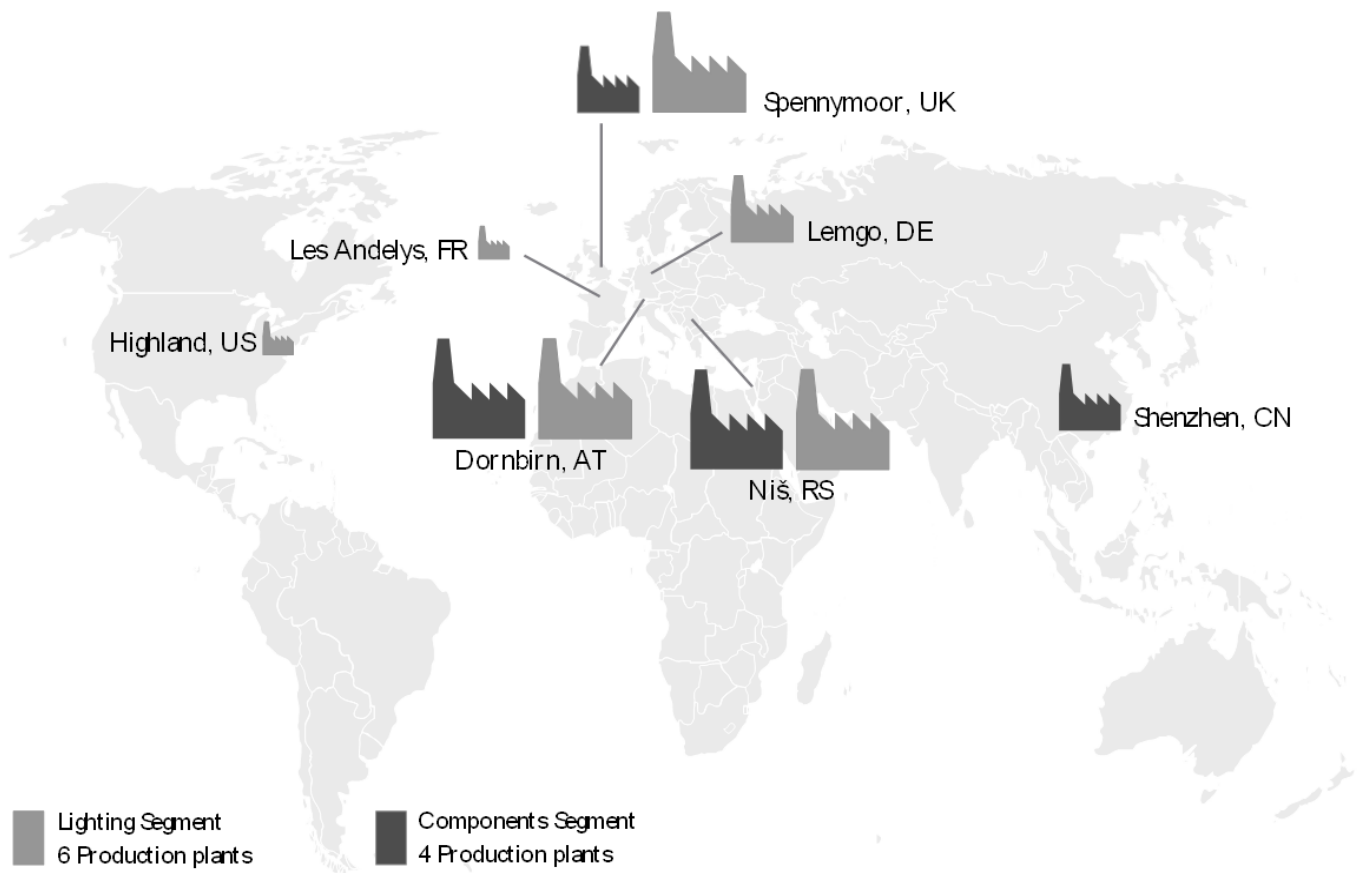 Spennymoor, UK
Lemgo, DE
Les Andelys, FR
Highland, US
Shenzhen, CN
Dornbirn, AT
Niš, RS
Lighting Segment
6 Production plants
Components Segment
4 Production plants